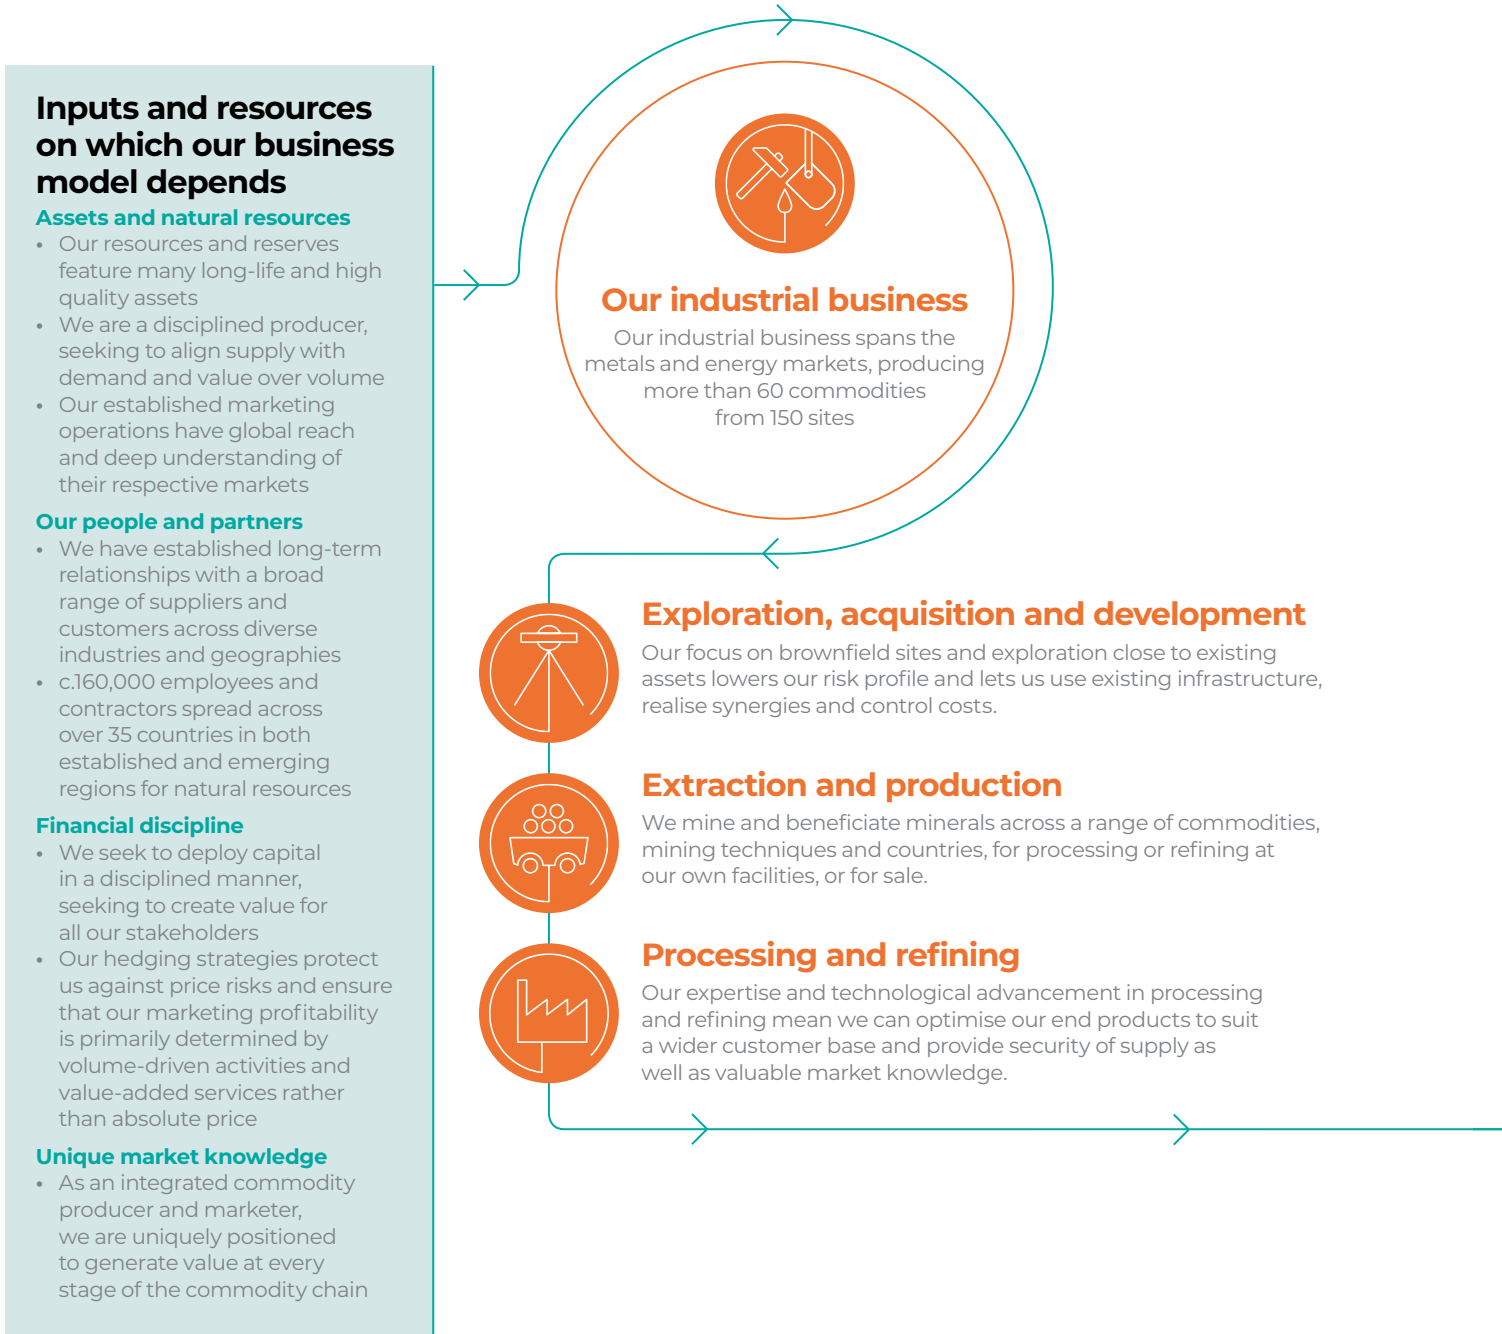 Inputs and resources
on which our business
model depends
Assets and natural resources
• Our resources and reserves
feature many long-life and high
quality assets
• We are a disciplined producer,
seeking to align supply with
demand and value over volume
• Our established marketing
operations have global reach
and deep understanding of
their respective markets
Our people and partners
• We have established long-term
relationships with a broad
range of suppliers and
customers across diverse
industries and geographies
• c.160,000 employees and
contractors spread across
over 35 countries in both
established and emerging
regions for natural resources
Financial discipline
• We seek to deploy capital
in a disciplined manner,
seeking to create value for
all our stakeholders
• Our hedging strategies protect
us against price risks and ensure
that our marketing profitability
is primarily determined by
volume-driven activities and
value-added services rather
than absolute price
Unique market knowledge
• As an integrated commodity
producer and marketer,
we are uniquely positioned
to generate value at every
stage of the commodity chain
Our industrial business
Our industrial business spans the
metals and energy markets, producing
more than 60 commodities
from 150 sites
Exploration, acquisition and development
Our focus on brownfield sites and exploration close to existing
assets lowers our risk profile and lets us use existing infrastructure,
realise synergies and control costs.
Extraction and production
We mine and beneficiate minerals across a range of commodities,
mining techniques and countries, for processing or refining at
our own facilities, or for sale.
Processing and refining
Our expertise and technological advancement in processing
and refining mean we can optimise our end products to suit
a wider customer base and provide security of supply as
well as valuable market knowledge.